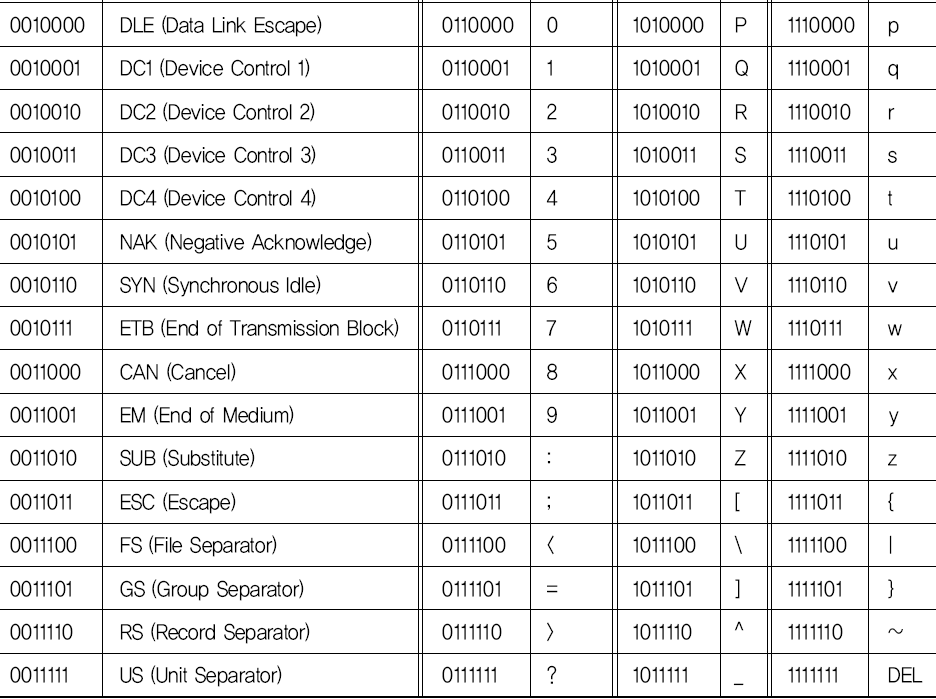 0010000 DLE (Data Link Escape) 0110000 0 1010000 P 1110000 p
0010001 DC1 (Device Control 1) 0110001 1 1010001 Q 1110001 q
0010010 DC2 (Device Control 2) 0110010 2 1010010 R 1110010 r
0010011 DC3 (Device Control 3) 0110011 3 1010011 S 1110011 s
0010100 DC4 (Device Control 4) 0110100 4 1010100 T 1110100 t
0010101 NAK (Negative Acknowledge) 0110101 5 1010101 U 1110101 u
0010110 SYN (Synchronous Idle) 0110110 6 1010110 V 1110110 v
0010111 ETB (End of Transmission Block) 0110111 7 1010111 W 1110111 w
0011000 CAN (Cancel) 0111000 8 1011000 X 1111000 x
0011001 EM (End of Medium) 0111001 9 1011001 Y 1111001 y
0011010 SUB (Substitute) 0111010 : 1011010 Z 1111010 z
0011011 ESC (Escape) 0111011 ; 1011011 [ 1111011 {
0011100 FS (File Separator) 0111100 〈 1011100 \ 1111100 |
0011101 GS (Group Separator) 0111101 = 1011101 ] 1111101 }
0011110 RS (Record Separator) 0111110 〉 1011110 ^ 1111110 ~
0011111 US (Unit Separator) 0111111 ? 1011111 _ 1111111 DEL